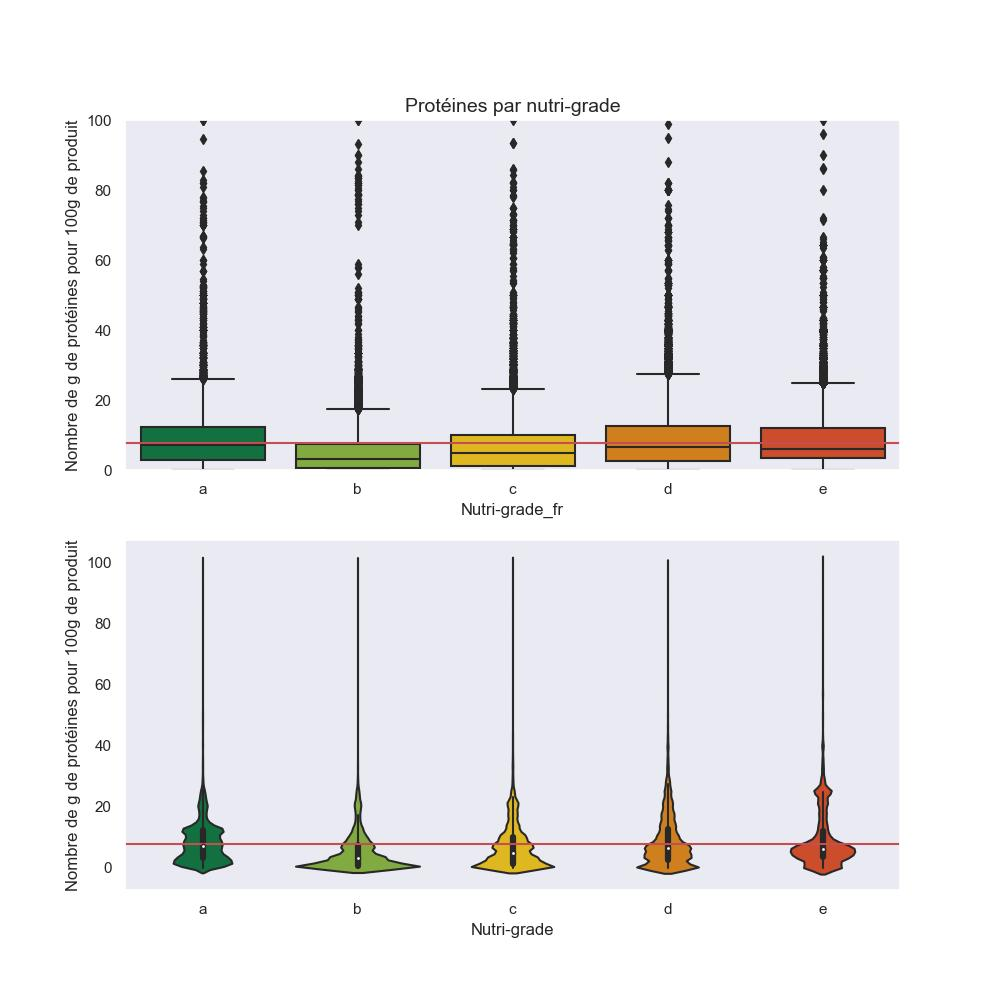 Protéines par nutri-grade
Nombre de g de protéines pour 100g de produit
100
80
60
40
20
0
a b c d e
Nutri-grade_fr
Nombre de g de protéines pour 100g de produit
100
80
60
40
20
0
a b c d e
Nutri-grade